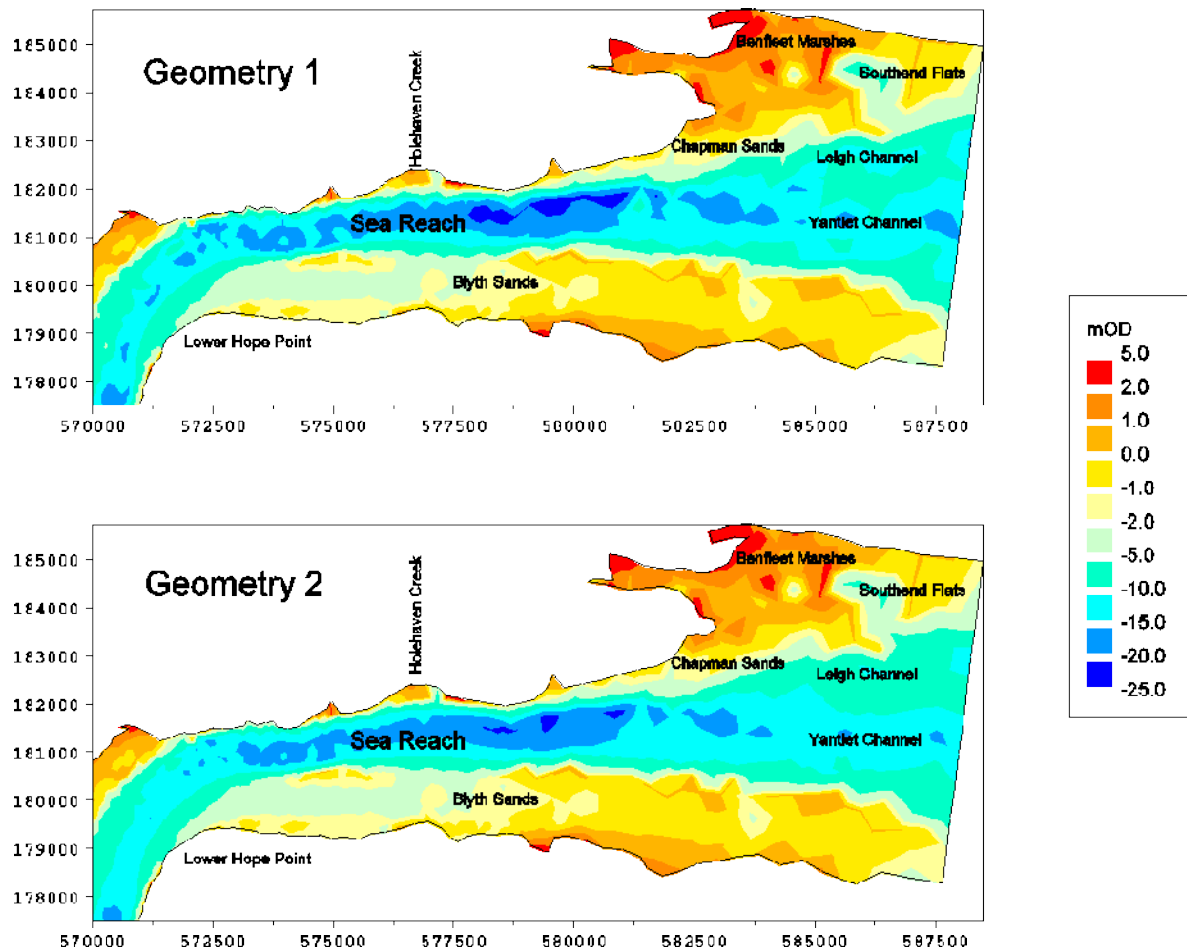 185000
184000
183000
182000
181000
180000
179000
178000
Geometry 1
Holehaven Creek
Benfleet Marshes
Southend Flats
Chapman Sands
Leigh Channel
Sea Reach
Yantlet Channel
Blyth Sands
Lower Hope Point
570000 572500 575000 577500 580000 582500 585000 587500
mOD
5.0
2.0
1.0
0.0
-1.0
-2.0
-5.0
-10.0
-15.0
-20.0
-25.0
185000
184000
183000
182000
181000
180000
179000
178000
Geometry 2
Holehaven Creek
Benfleet Marshes
Southend Flats
Chapman Sands
Leigh Channel
Sea Reach
Yantlet Channel
Blyth Sands
Lower Hope Point
570000 572500 575000 577500 580000 582500 585000 587500